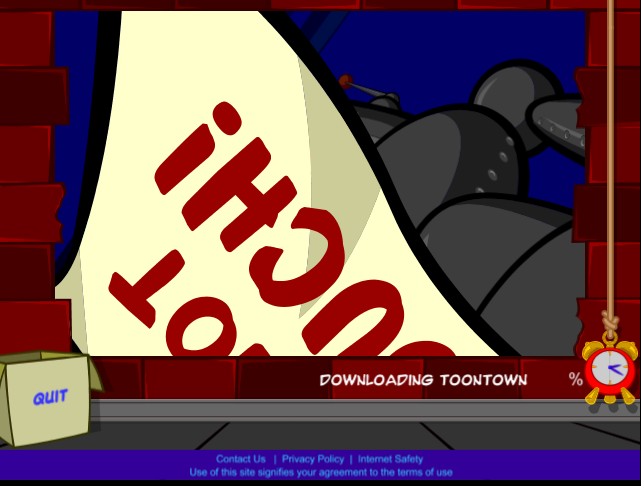 OT
OUCH!
DOWNLOADING TOONTOWN %
QUIT
Contact Us | Privacy Policy | Internet Safety
Use of this site signifies your agreement to the terms of use